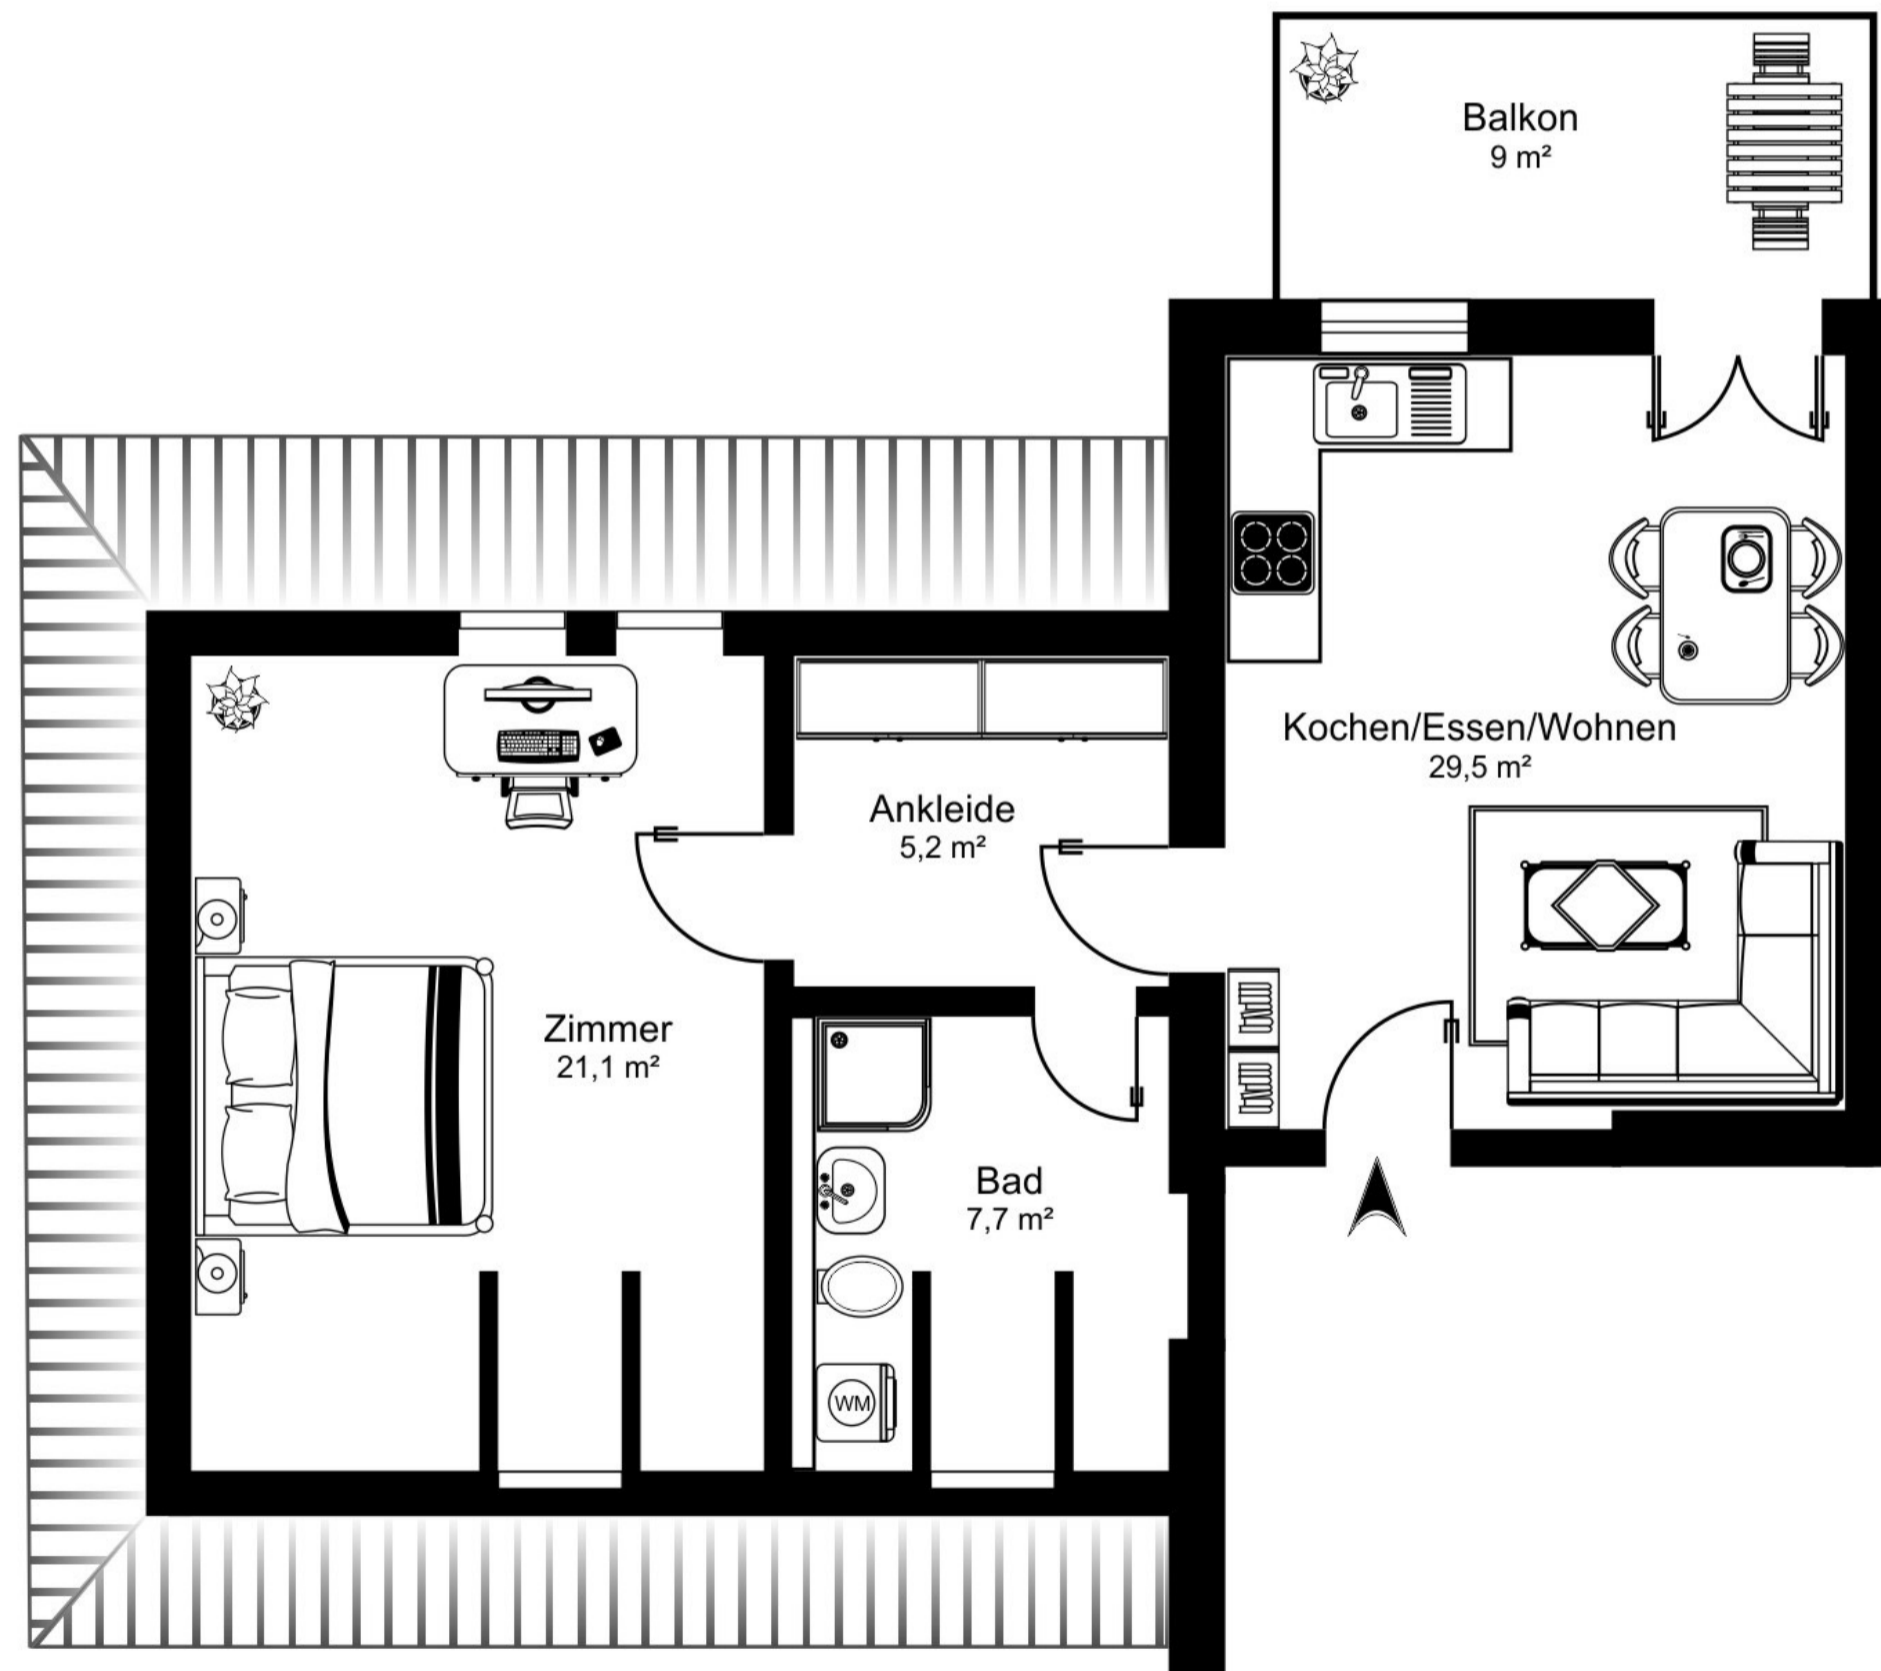 Balkon
9 m²
Kochen/Essen/Wohnen
29,5 m²
Ankleide
5,2 m²
Zimmer
21,1 m²
Bad
7,7 m²
WM